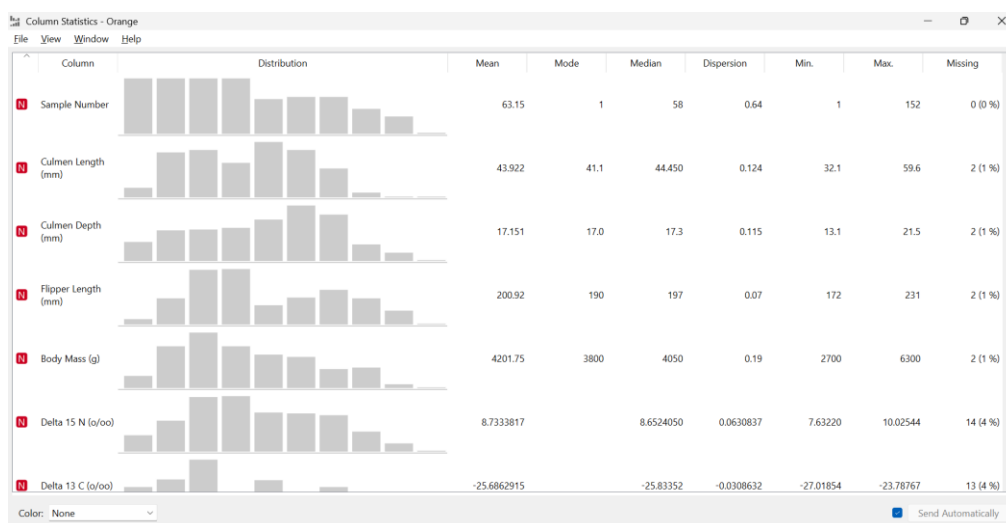 Column Statistics - Orange
File View Window Help
Column Distribution Mean Mode Median Dispersion Min. Max. Missing
N Sample Number 63.15 1 58 0.64 1 152 0 (0 %)
N Culmen Length (mm) 43.922 41.1 44.450 0.124 32.1 59.6 2 (1 %)
N Culmen Depth (mm) 17.151 17.0 17.3 0.115 13.1 21.5 2 (1 %)
N Flipper Length (mm) 200.92 190 197 0.07 172 231 2 (1 %)
N Body Mass (g) 4201.75 3800 4050 0.19 2700 6300 2 (1 %)
N Delta 15 N (o/oo) 8.7333817 8.6524050 0.0630837 7.63220 10.02544 14 (4 %)
N Delta 13 C (o/oo) -25.6862915 -25.83352 -0.0308632 -27.01854 -23.78767 13 (4 %)
Color: None Send Automatically